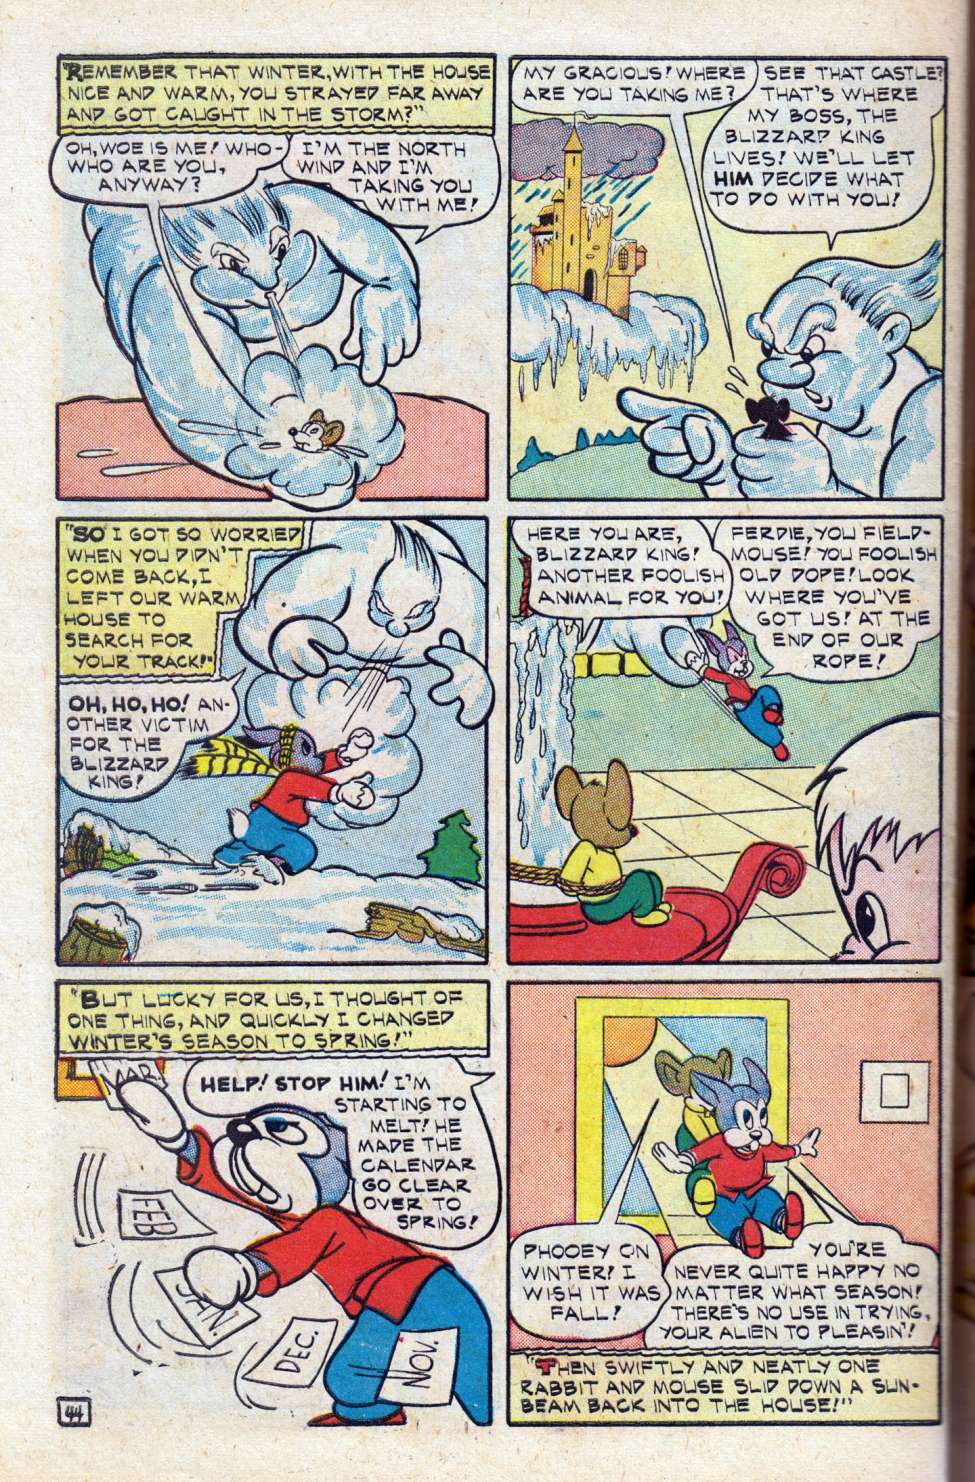 "REMEMBER THAT WINTER, WITH THE HOUSE
NICE AND WARM, YOU STRAYED FAR AWAY
AND GOT CAUGHT IN THE STORM?"
OH, WOE IS ME! WHO-
WHO ARE YOU,
ANYWAY?
I'M THE NORTH
WIND AND I'M
TAKING YOU
WITH ME!
MY GRACIOUS! WHERE
ARE YOU TAKING ME?
SEE THAT CASTLE?
THAT'S WHERE
MY BOSS, THE
BLIZZARD KING
LIVES! WE'LL LET
HIM DECIDE WHAT
TO DO WITH YOU!
"SO I GOT SO WORRIED
WHEN YOU DIDN'T
COME BACK, I
LEFT OUR WARM
HOUSE TO
SEARCH FOR
YOUR TRACK!"
OH, HO, HO! AN-
OTHER VICTIM
FOR THE
BLIZZARD
KING!
HERE YOU ARE,
BLIZZARD KING!
ANOTHER FOOLISH
ANIMAL FOR YOU!
FERDIE, YOU FIELD-
MOUSE! YOU FOOLISH
OLD DOPE! LOOK
WHERE YOU'VE
GOT US! AT THE
END OF OUR
ROPE!
"BUT LUCKY FOR US, I THOUGHT OF
ONE THING, AND QUICKLY I CHANGED
WINTER'S SEASON TO SPRING!"
MAR.
HELP! STOP HIM! I'M
STARTING TO
MELT! HE
MADE THE
CALENDAR
GO CLEAR
OVER TO
SPRING!
FEB
JAN.
DEC.
NOV.
PHOOEY ON
WINTER! I
WISH IT WAS
FALL!
YOU'RE
NEVER QUITE HAPPY NO
MATTER WHAT SEASON!
THERE'S NO USE IN TRYING,
YOUR ALIEN TO PLEASIN'!
"THEN SWIFTLY AND NEATLY ONE
RABBIT AND MOUSE SLID DOWN A SUN-
BEAM BACK INTO THE HOUSE!"
44